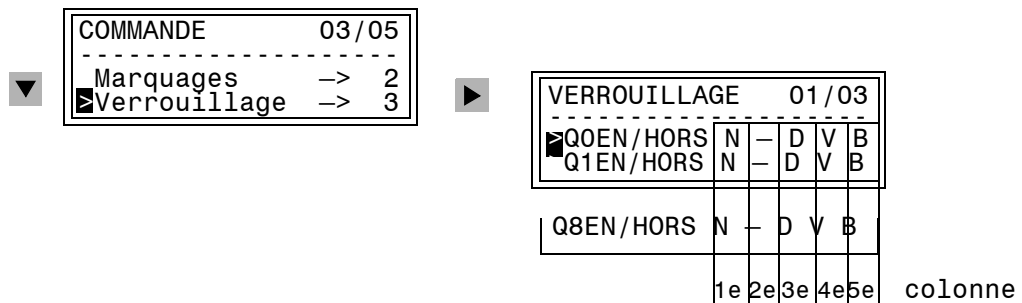 COMMANDE 03/05
--------------------
Marquages —> 2
>Verrouillage —> 3
VERROUILLAGE 01/03
--------------------
>Q0EN/HORS N – D V B
Q1EN/HORS N – D V B
Q8EN/HORS N – D V B
1e 2e 3e 4e 5e colonne